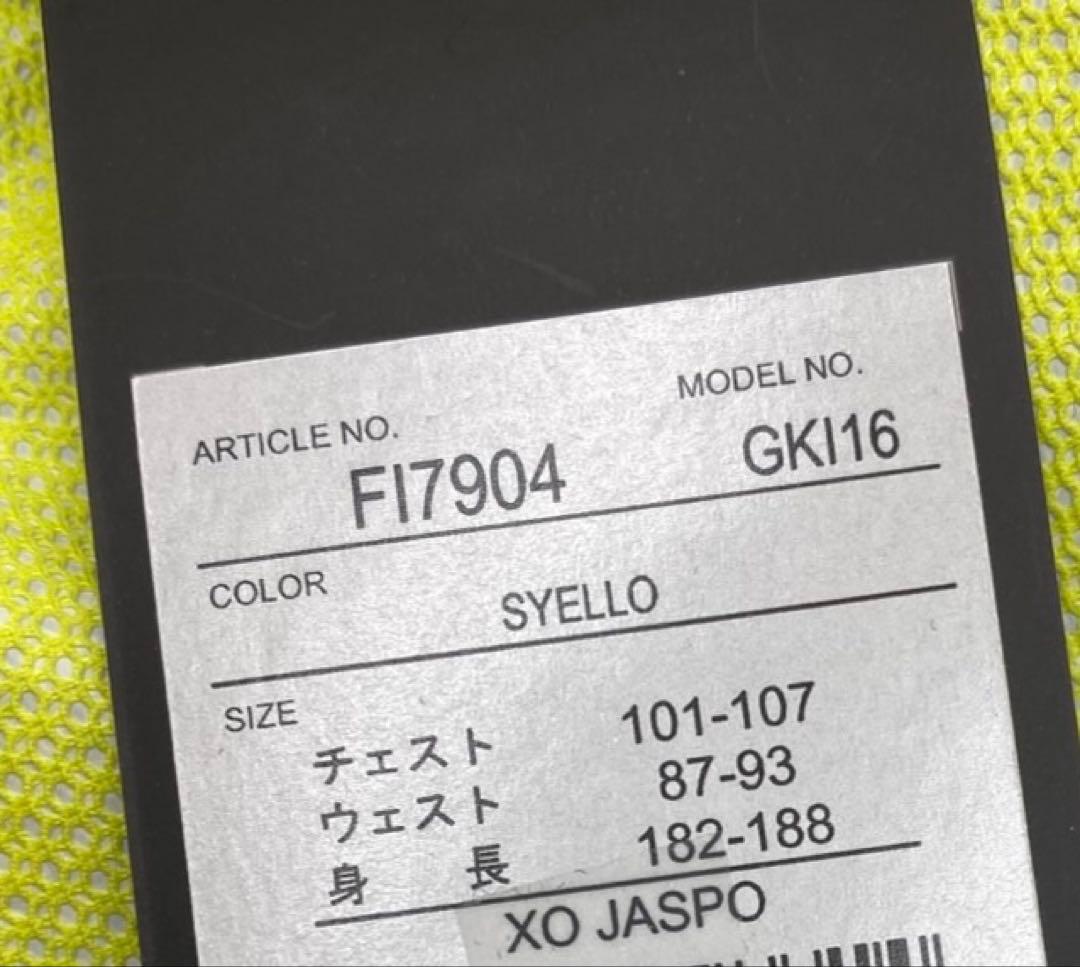 ARTICLE NO. MODEL NO.
FI7904 GKI16
COLOR
SYELLO
SIZE
チェスト 101-107
ウェスト 87-93
身 長 182-188
XO JASPO